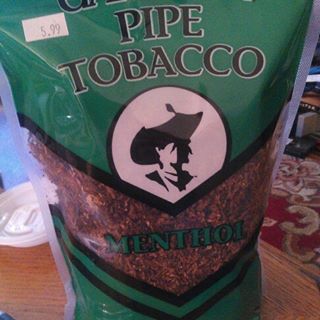 5.99
PIPE
TOBACCO
MENTHOL